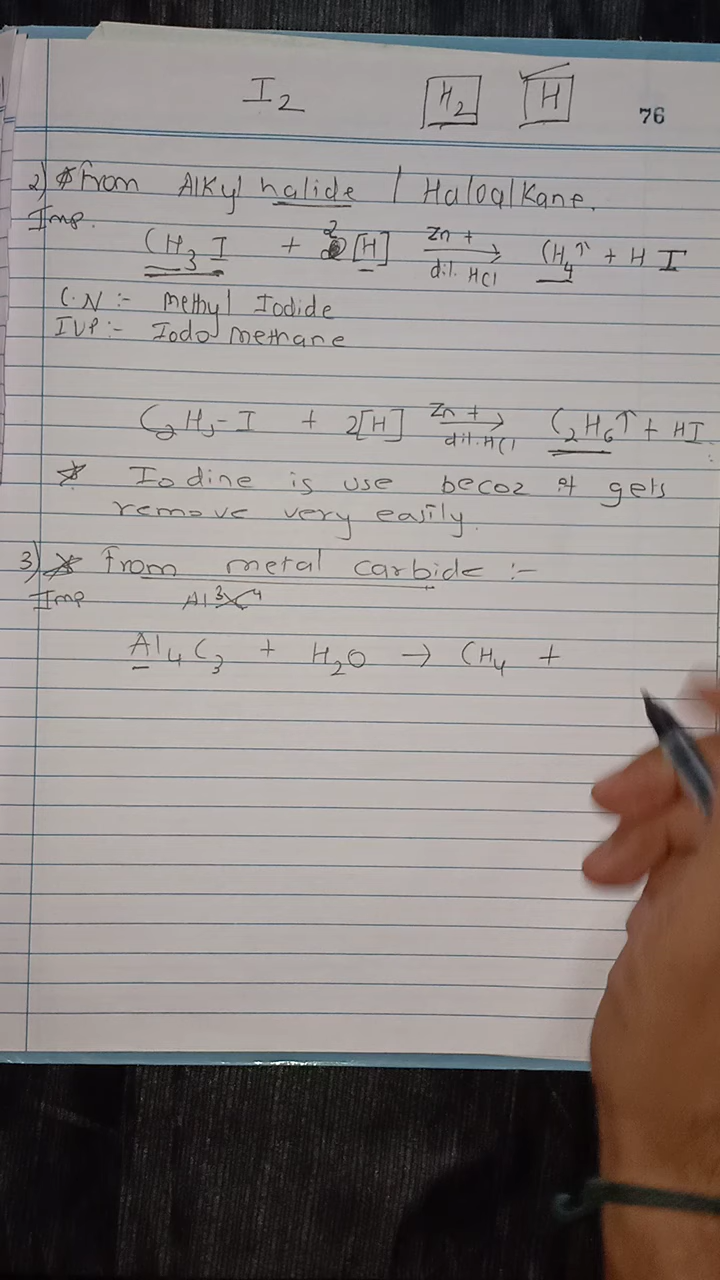 I2 H2 H 76
2) * From Alkyl halide / Haloalkane.
Imp.
CH3I + 2[H] Zn + dil. HCl → CH4↑ + HI
C.N :- Methyl Iodide
IUP :- Iodo methane
C2H5-I + 2[H] Zn + dil. HCl → C2H6↑ + HI
* Iodine is use becoz it gets
remove very easily.
3) * From metal carbide :-
Imp Al3 C4
Al4C3 + H2O → CH4 +